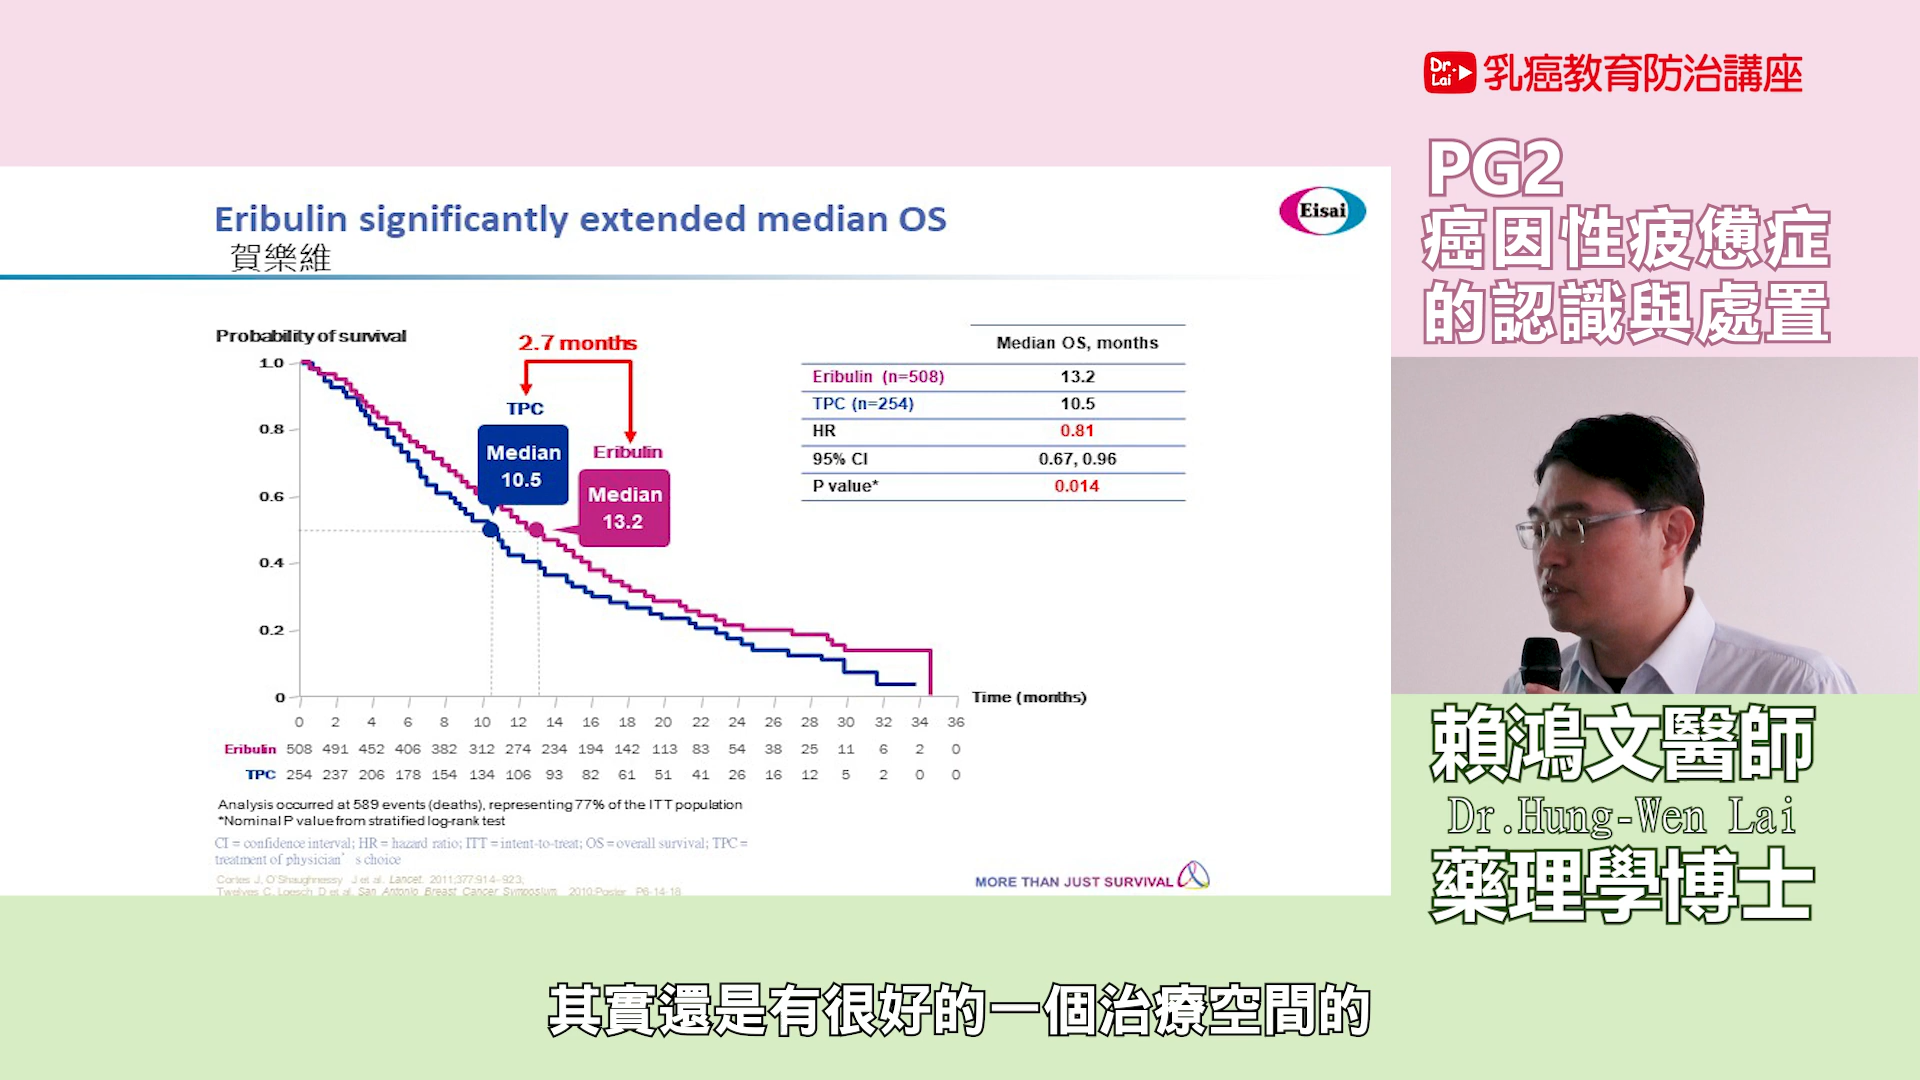 Dr. Lai 乳癌教育防治講座
PG2
癌因性疲憊症
的認識與處置
Eribulin significantly extended median OS
賀樂維
Eisai
Probability of survival
2.7 months
TPC
Median
10.5
Eribulin
Median
13.2
1.0
0.8
0.6
0.4
0.2
0
Time (months)
0 2 4 6 8 10 12 14 16 18 20 22 24 26 28 30 32 34 36
Eribulin 508 491 452 406 382 312 274 234 194 142 113 83 54 38 25 11 6 2 0
TPC 254 237 206 178 154 134 106 93 82 61 51 41 26 16 12 5 2 0 0
Median OS, months
Eribulin (n=508) 13.2
TPC (n=254) 10.5
HR 0.81
95% CI 0.67, 0.96
P value* 0.014
Analysis occurred at 589 events (deaths), representing 77% of the ITT population
*Nominal P value from stratified log-rank test
CI = confidence interval; HR = hazard ratio; ITT = intent-to-treat; OS = overall survival; TPC =
treatment of physician’s choice
Cortes J, O'Shaughnessy J et al. Lancet. 2011;377:914-923,
Twelves C, Loesch D et al. San Antonio Breast Cancer Symposium. 2010;Poster P6-14-18
MORE THAN JUST SURVIVAL
賴鴻文醫師
Dr.Hung-Wen Lai
藥理學博士
其實還是有很好的一個治療空間的